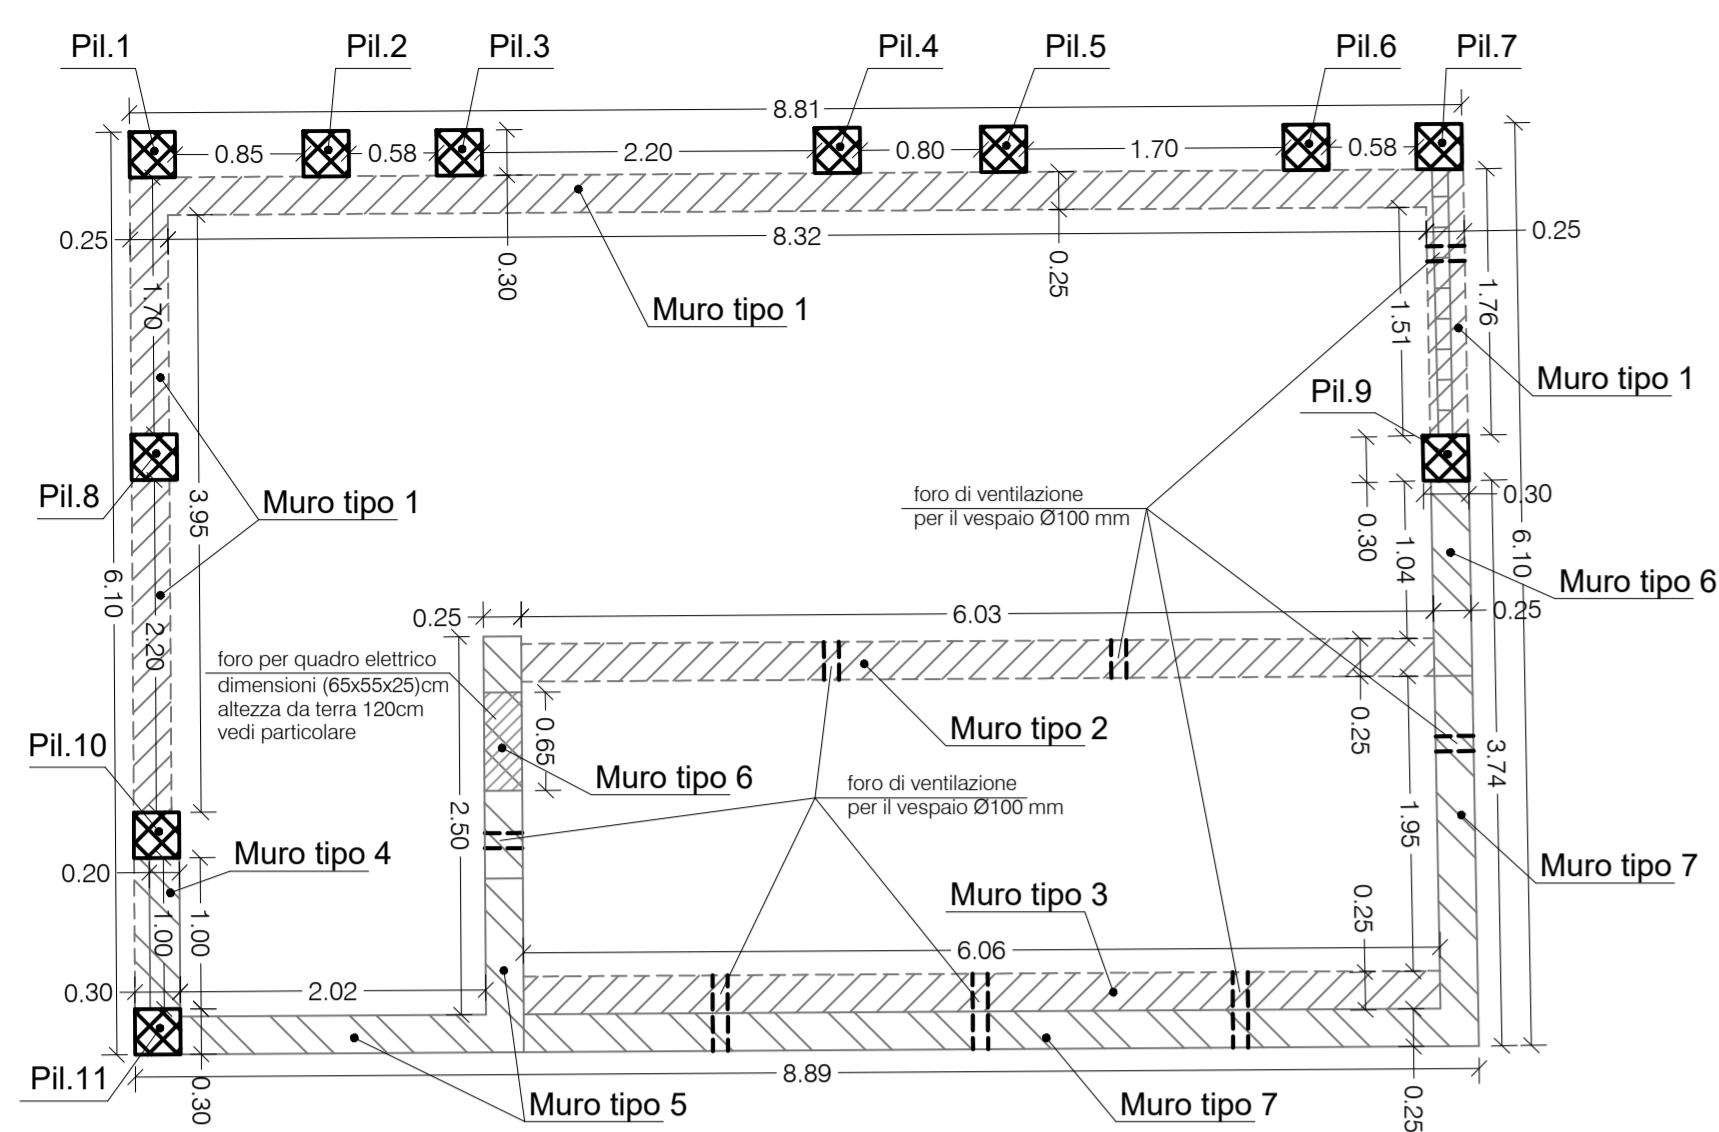 Pil.1
Pil.2
Pil.3
Pil.4
Pil.5
Pil.6
Pil.7
8.81
0.85
0.58
2.20
0.80
1.70
0.58
0.25
8.32
0.25
0.30
0.25
1.70
Muro tipo 1
1.51
1.76
Muro tipo 1
Pil.9
Pil.8
Muro tipo 1
3.95
foro di ventilazione
per il vespaio Ø100 mm
0.30
0.30
1.04
6.10
6.10
Muro tipo 6
0.25
6.03
0.25
2.20
foro per quadro elettrico
dimensioni (65x55x25)cm
altezza da terra 120cm
vedi particolare
0.65
Muro tipo 2
0.25
3.74
Pil.10
Muro tipo 6
foro di ventilazione
per il vespaio Ø100 mm
2.50
1.95
Muro tipo 4
0.20
Muro tipo 7
Muro tipo 3
0.25
1.00
1.00
6.06
0.30
2.02
Pil.11
8.89
0.30
Muro tipo 5
Muro tipo 7
0.25